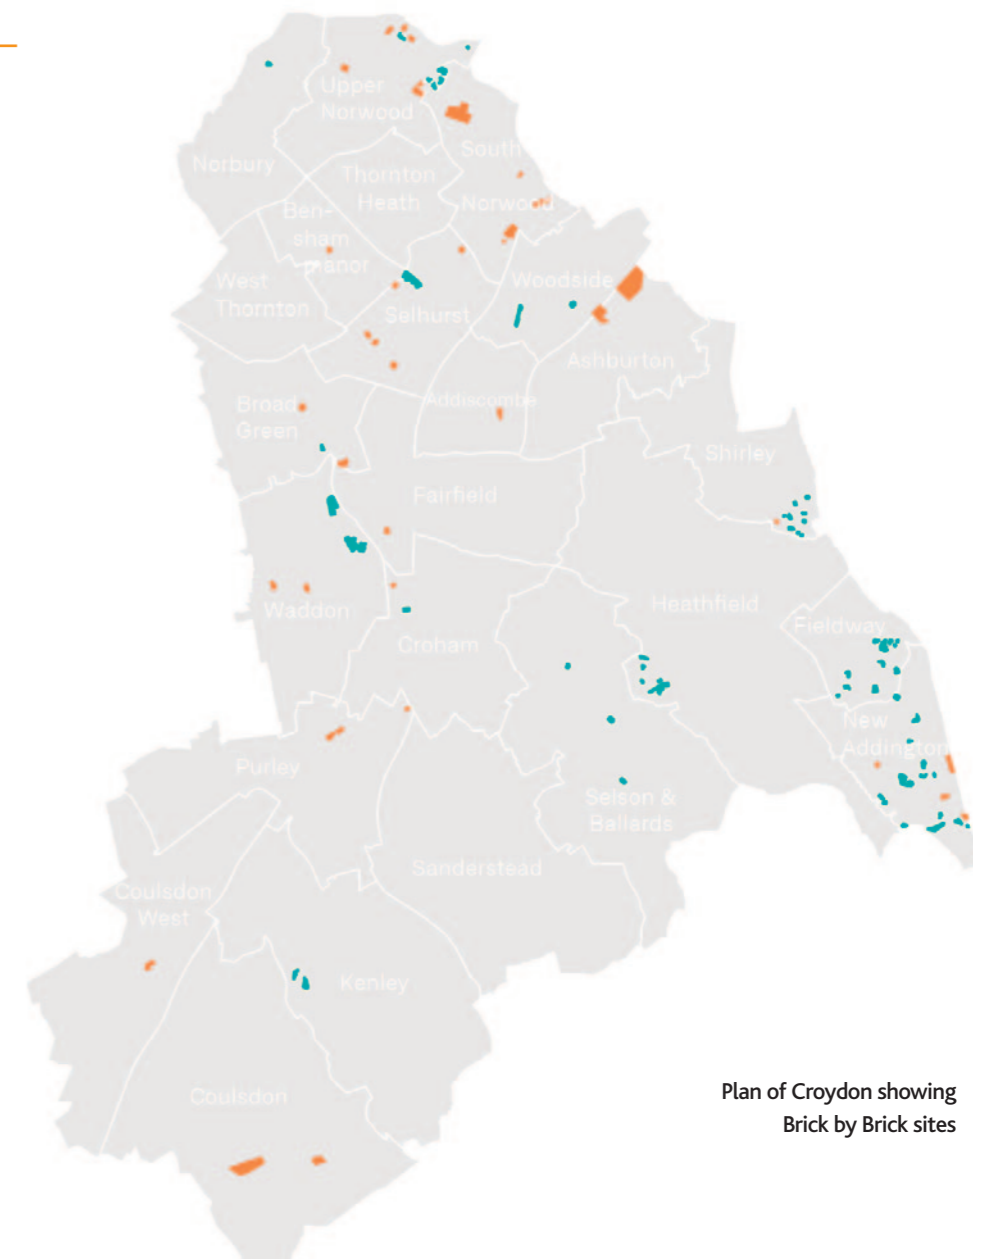 Upper
Norwood
South
Norbury
Thornton
Heath
Norwood
Ben-
sham
manor
West
Thornton
Woodside
Selhurst
Ashburton
Addiscombe
Broad
Green
Shirley
Fairfield
Heathfield
Waddon
Fieldway
Croham
New
Addington
Purley
Selson &
Ballards
Sanderstead
Coulsdon
West
Kenley
Coulsdon
Plan of Croydon showing
Brick by Brick sites